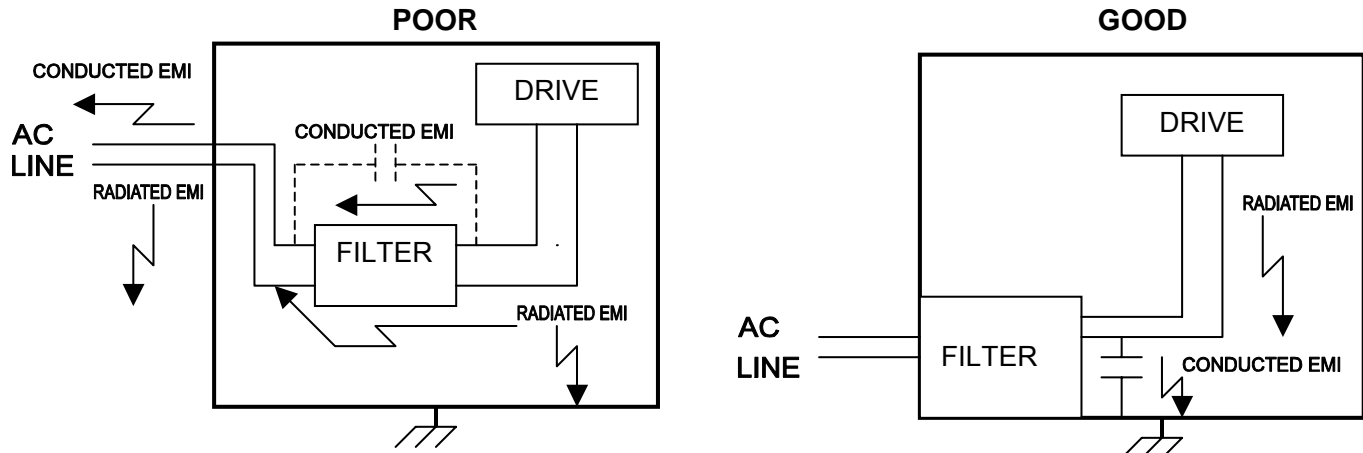 POOR
CONDUCTED EMI
DRIVE
CONDUCTED EMI
AC
LINE
RADIATED EMI
FILTER
RADIATED EMI
GOOD
DRIVE
RADIATED EMI
AC
LINE
FILTER
CONDUCTED EMI